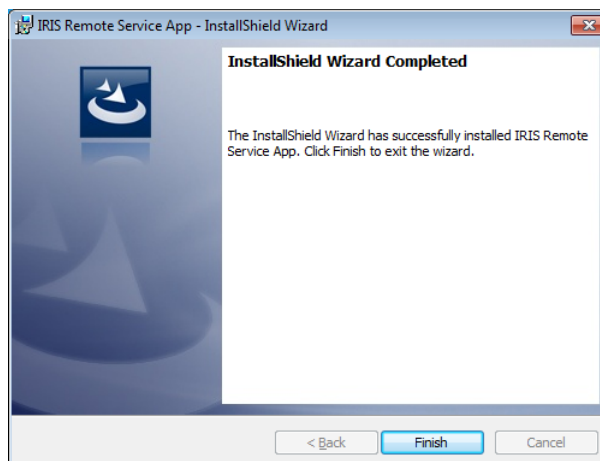 IRIS Remote Service App - InstallShield Wizard
InstallShield Wizard Completed
The InstallShield Wizard has successfully installed IRIS Remote
Service App. Click Finish to exit the wizard.
< Back
Finish
Cancel